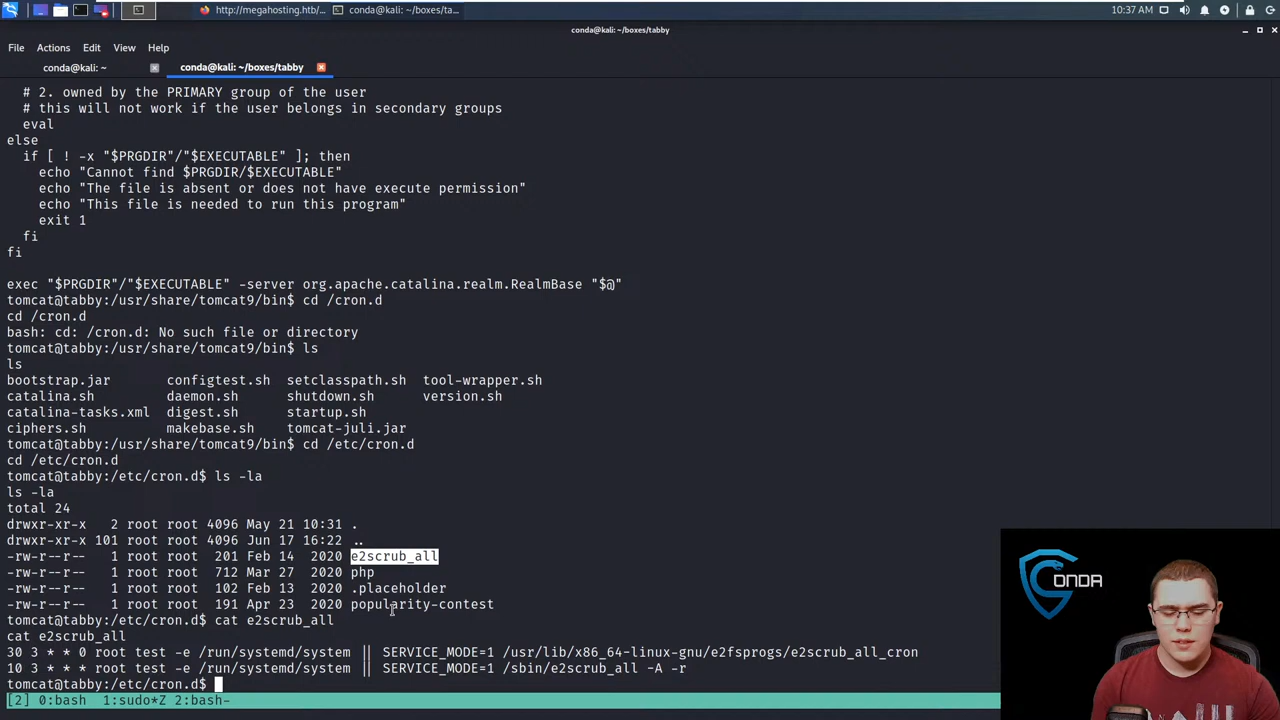 http://megahosting.htb/
conda@kali: ~/boxes/ta...
10:37 AM
conda@kali: ~/boxes/tabby
File Actions Edit View Help
conda@kali: ~
conda@kali: ~/boxes/tabby
# 2. owned by the PRIMARY group of the user
# this will not work if the user belongs in secondary groups
eval
else
if [ ! -x "$PRGDIR"/"$EXECUTABLE" ]; then
echo "Cannot find $PRGDIR/$EXECUTABLE"
echo "The file is absent or does not have execute permission"
echo "This file is needed to run this program"
exit 1
fi
fi
exec "$PRGDIR"/"$EXECUTABLE" -server org.apache.catalina.realm.RealmBase "$@"
tomcat@tabby:/usr/share/tomcat9/bin$ cd /cron.d
cd /cron.d
bash: cd: /cron.d: No such file or directory
tomcat@tabby:/usr/share/tomcat9/bin$ ls
ls
bootstrap.jar configtest.sh setclasspath.sh tool-wrapper.sh
catalina.sh daemon.sh shutdown.sh version.sh
catalina-tasks.xml digest.sh startup.sh
ciphers.sh makebase.sh tomcat-juli.jar
tomcat@tabby:/usr/share/tomcat9/bin$ cd /etc/cron.d
cd /etc/cron.d
tomcat@tabby:/etc/cron.d$ ls -la
ls -la
total 24
drwxr-xr-x 2 root root 4096 May 21 10:31 .
drwxr-xr-x 101 root root 4096 Jun 17 16:22 ..
-rw-r--r-- 1 root root 201 Feb 14 2020 e2scrub_all
-rw-r--r-- 1 root root 712 Mar 27 2020 php
-rw-r--r-- 1 root root 102 Feb 13 2020 .placeholder
-rw-r--r-- 1 root root 191 Apr 23 2020 popularity-contest
tomcat@tabby:/etc/cron.d$ cat e2scrub_all
cat e2scrub_all
30 3 * * 0 root test -e /run/systemd/system || SERVICE_MODE=1 /usr/lib/x86_64-linux-gnu/e2fsprogs/e2scrub_all_cron
10 3 * * * root test -e /run/systemd/system || SERVICE_MODE=1 /sbin/e2scrub_all -A -r
tomcat@tabby:/etc/cron.d$
[2] 0:bash 1:sudo*Z 2:bash-
CONDA